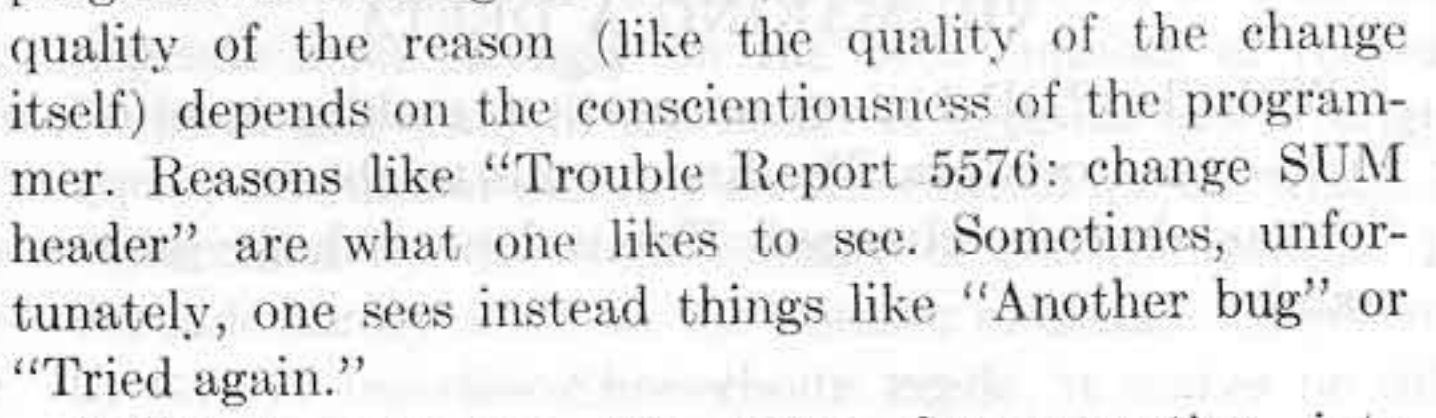 quality of the reason (like the quality of the change
itself) depends on the conscientiousness of the program-
mer. Reasons like “Trouble Report 5576: change SUM
header” are what one likes to see. Sometimes, unfor-
tunately, one sees instead things like “Another bug” or
“Tried again.”